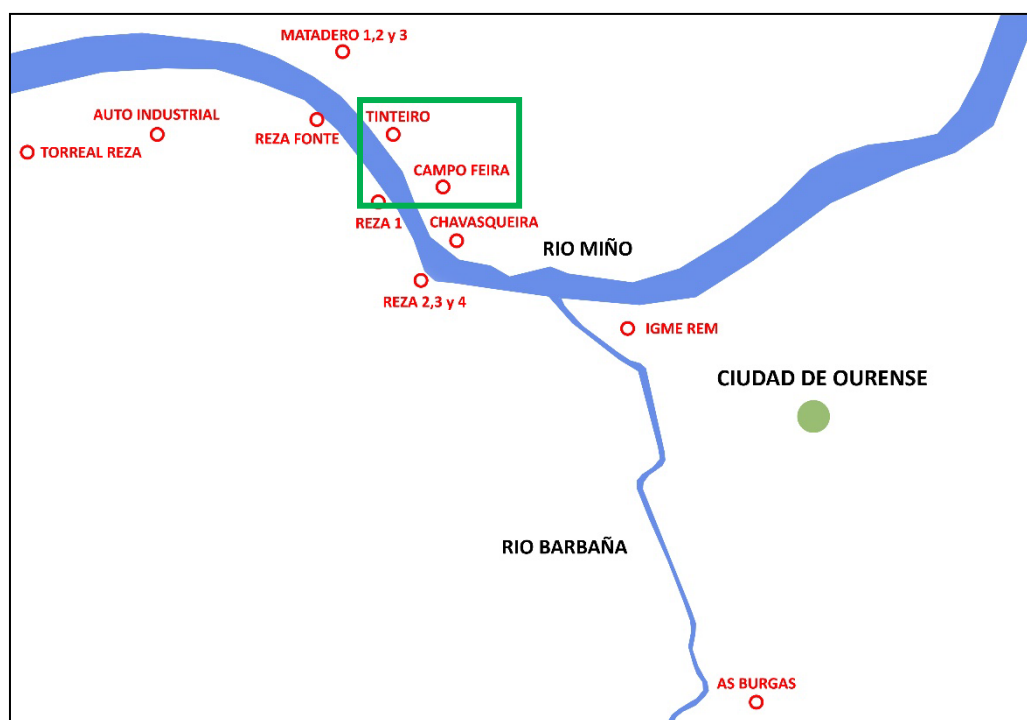 MATADERO 1,2 y 3
AUTO INDUSTRIAL
TINTEIRO
REZA FONTE
TORREAL REZA
CAMPO FEIRA
REZA 1
CHAVASQUEIRA
RIO MIÑO
REZA 2,3 y 4
IGME REM
CIUDAD DE OURENSE
RIO BARBAÑA
AS BURGAS